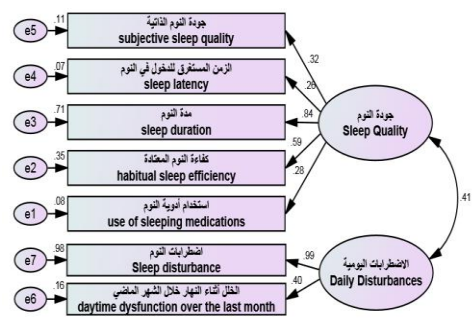 .11
e5
جودة النوم الذاتية
subjective sleep quality
.32
.07
e4
الزمن المستغرق للدخول في النوم
sleep latency
.26
.71
e3
مدة النوم
sleep duration
.84
جودة النوم
Sleep Quality
.35
e2
كفاءة النوم المعتادة
habitual sleep efficiency
.59
.08
e1
استخدام أدوية النوم
use of sleeping medications
.28
.41
.98
e7
اضطرابات النوم
Sleep disturbance
.99
الاضطرابات اليومية
Daily Disturbances
.16
e6
الخلل أثناء النهار خلال الشهر الماضي
daytime dysfunction over the last month
.40